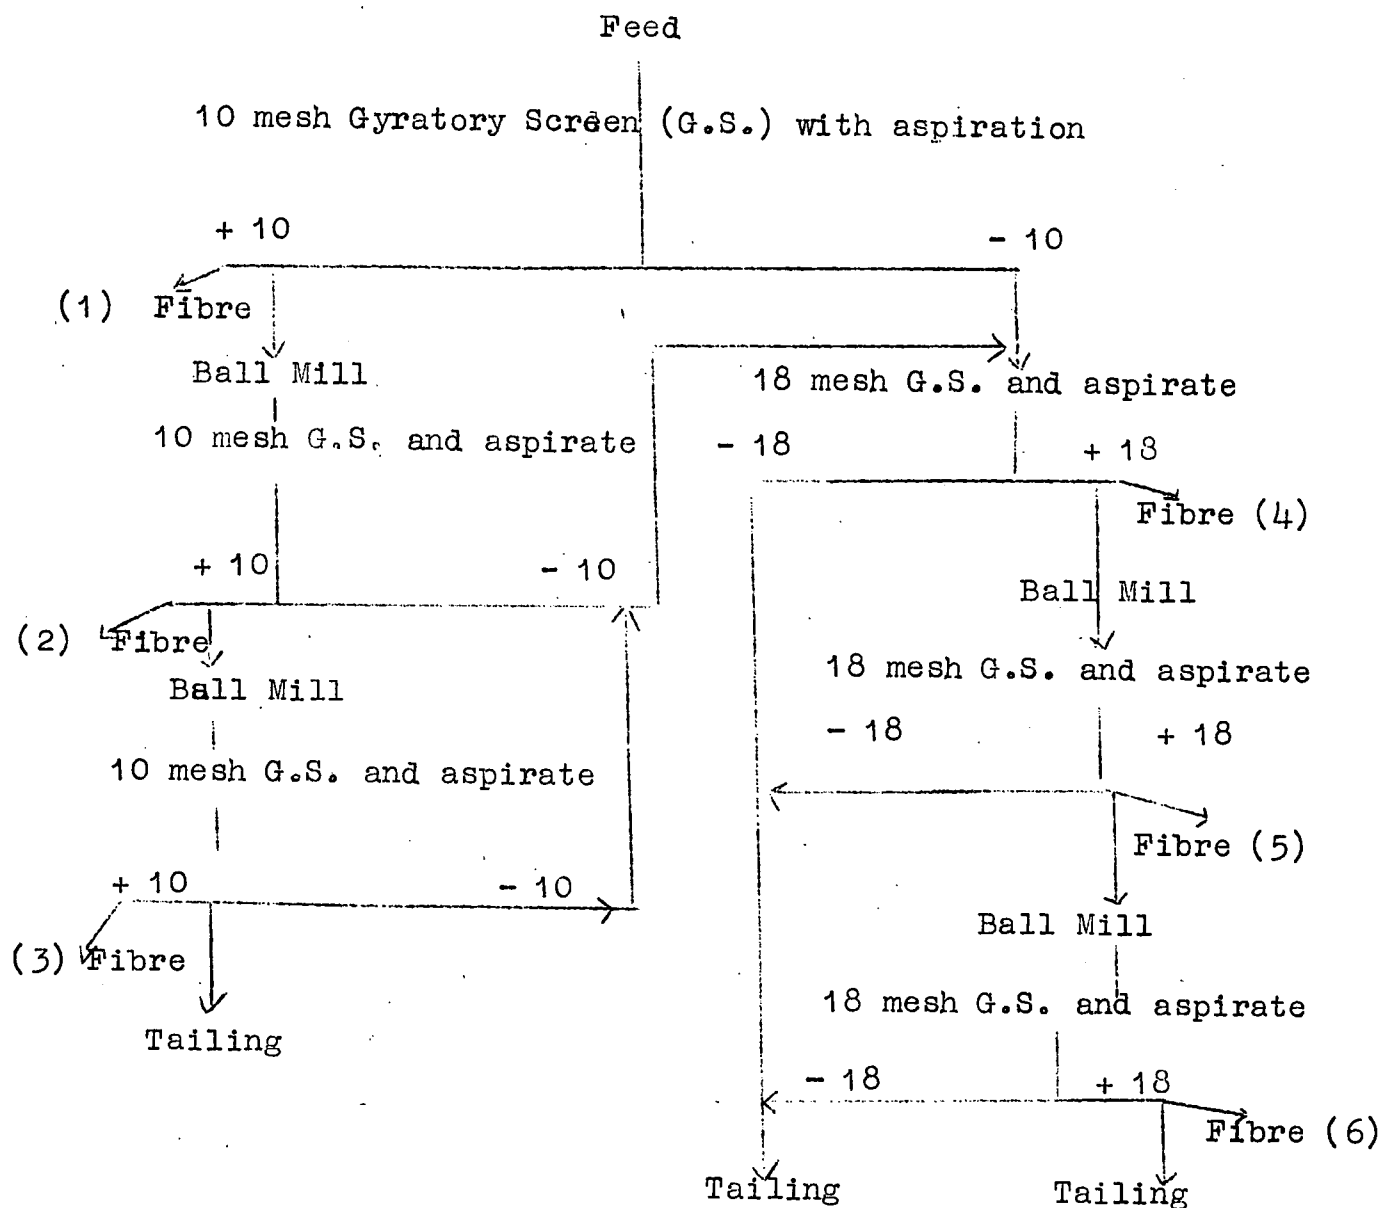 Feed
10 mesh Gyratory Screen (G.S.) with aspiration
+ 10
- 10
(1) Fibre
Ball Mill
18 mesh G.S. and aspirate
10 mesh G.S. and aspirate
- 18
+ 18
Fibre (4)
+ 10
- 10
Ball Mill
(2) Fibre
18 mesh G.S. and aspirate
Ball Mill
- 18
+ 18
10 mesh G.S. and aspirate
Fibre (5)
+ 10
- 10
Ball Mill
(3) Fibre
18 mesh G.S. and aspirate
Tailing
- 18
+ 18
Fibre (6)
Tailing
Tailing